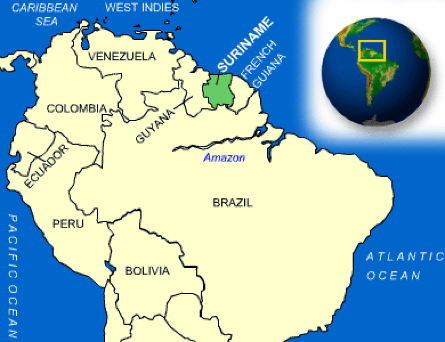 CARIBBEAN
SEA
WEST INDIES
VENEZUELA
SURINAME
FRENCH
GUIANA
COLOMBIA
GUYANA
ECUADOR
Amazon
BRAZIL
PERU
BOLIVIA
PACIFIC OCEAN
ATLANTIC
OCEAN